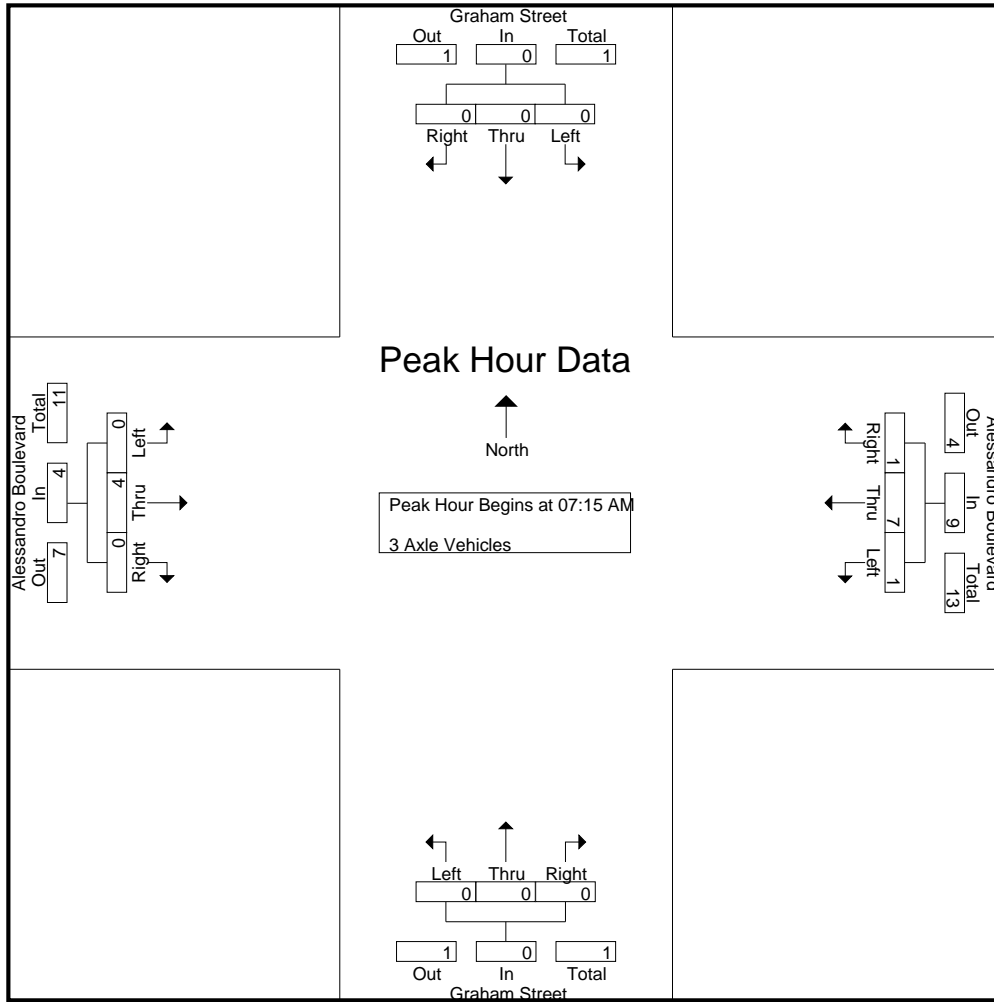 Graham Street
Out In Total
1 0 1
0 0 0
Right Thru Left
Peak Hour Data
North
Peak Hour Begins at 07:15 AM
3 Axle Vehicles
Alessandro Boulevard
Out In Total
7 4 11
0 4 0
Right Thru Left
Alessandro Boulevard
Out In Total
4 9 13
1 7 1
Right Thru Left
Left Thru Right
0 0 0
1 0 1
Out In Total
Graham Street